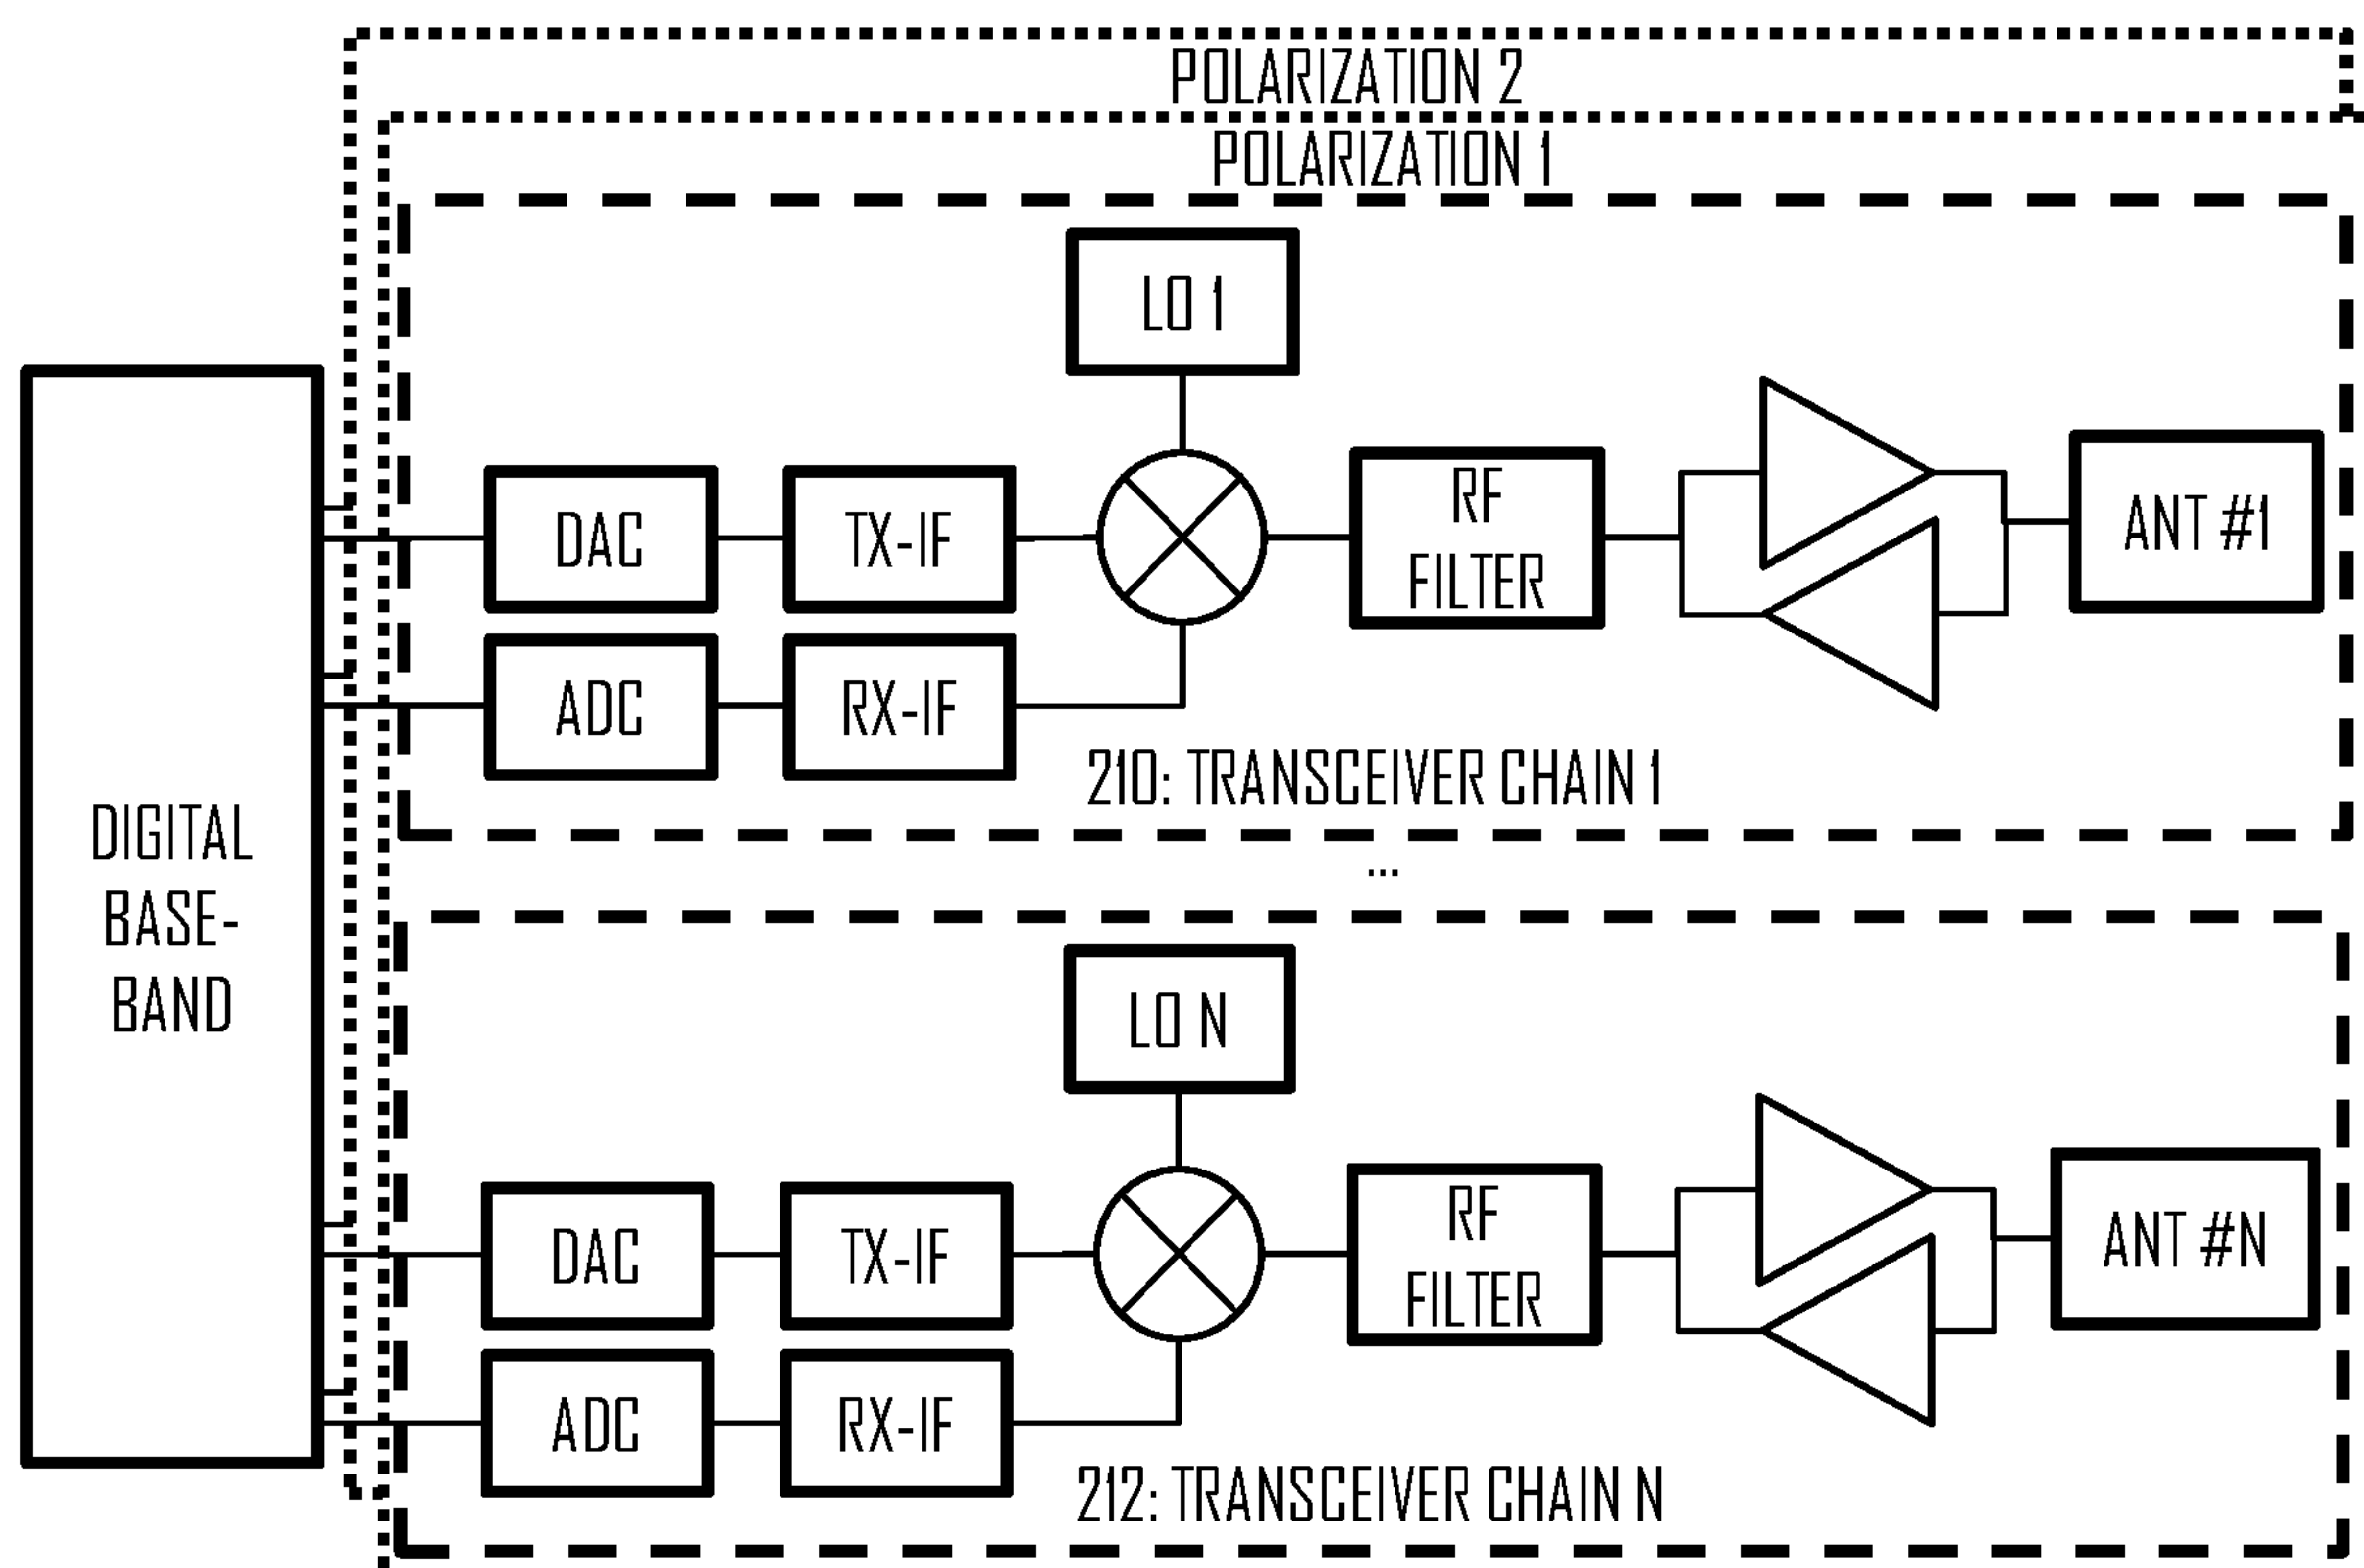 POLARIZATION 2
POLARIZATION 1
LO 1
DAC
TX-IF
RF
FILTER
ANT #1
ADC
RX-IF
210: TRANSCEIVER CHAIN 1
...
DIGITAL
BASE-
BAND
LO N
DAC
TX-IF
RF
FILTER
ANT #N
ADC
RX-IF
212: TRANSCEIVER CHAIN N